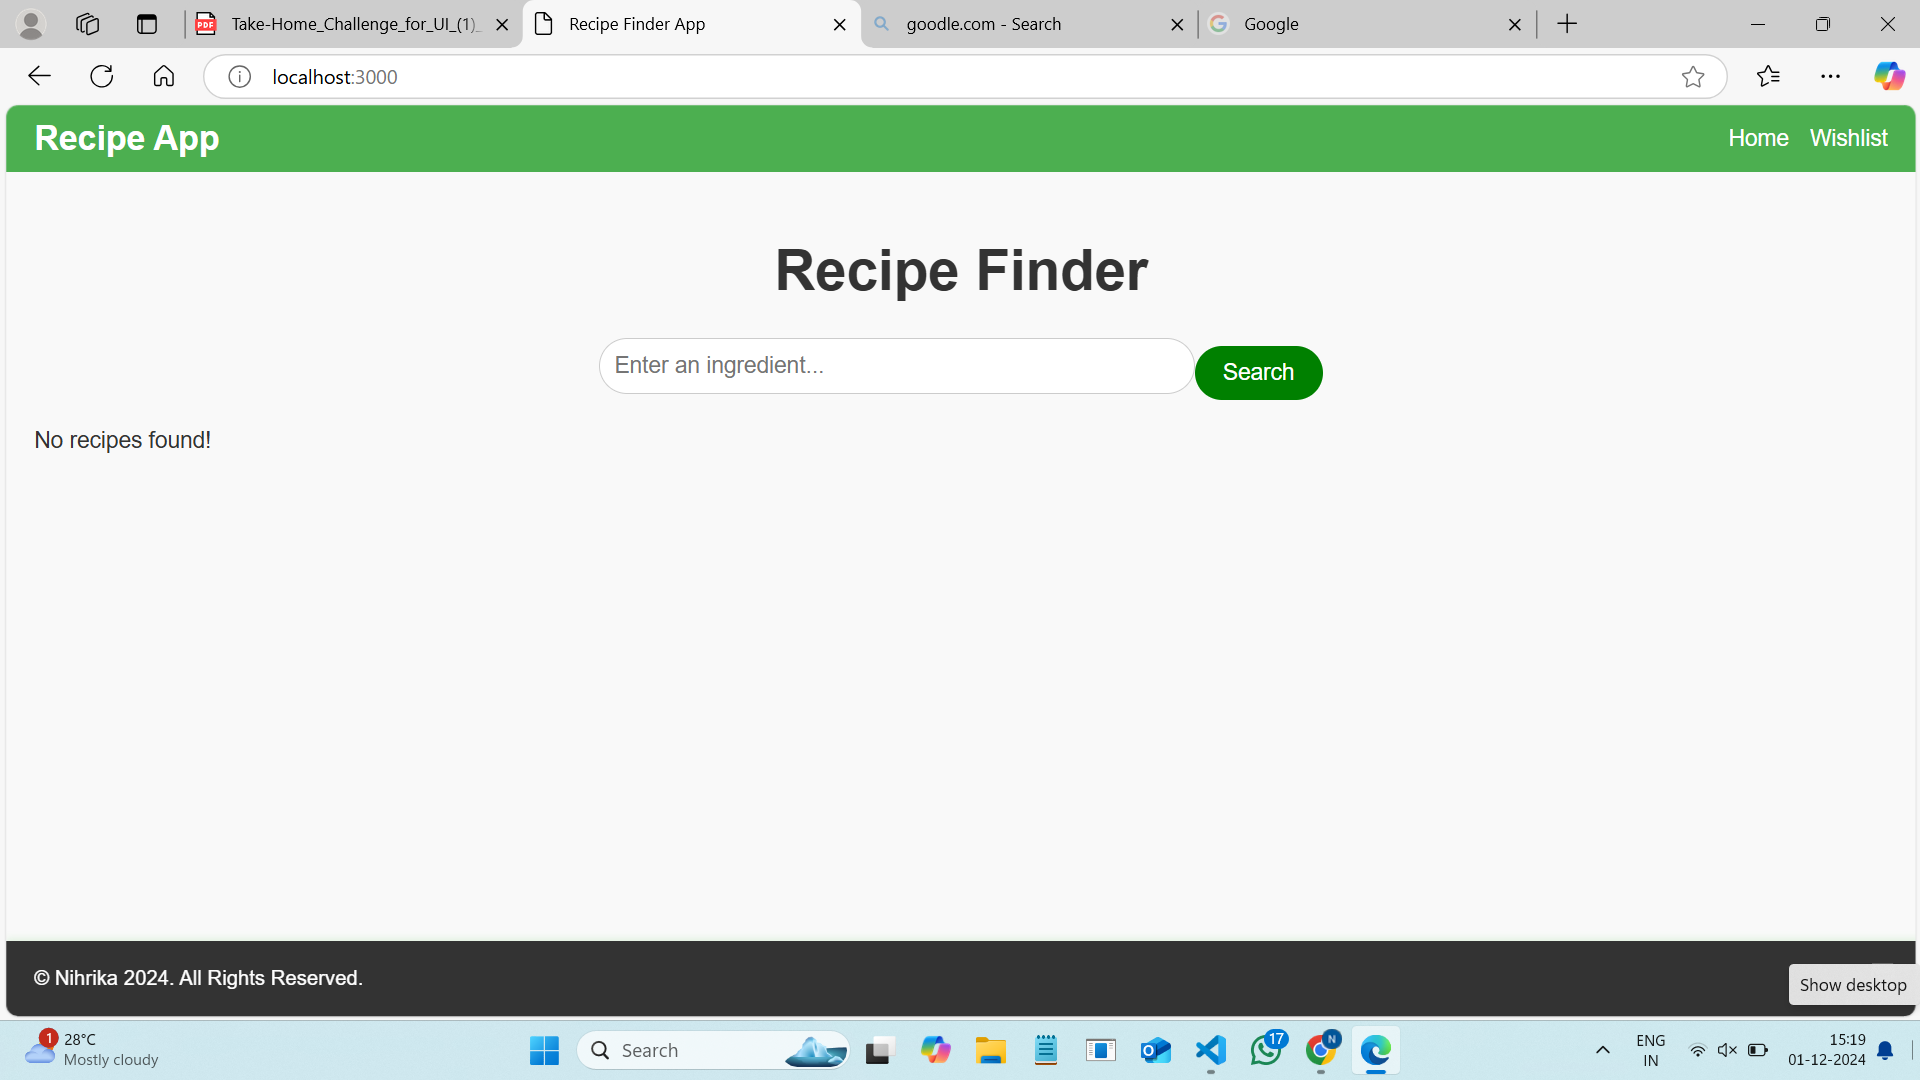 Take-Home_Challenge_for_UI_(1)_
Recipe Finder App
goodle.com - Search
Google
localhost:3000
Recipe App
Home
Wishlist
Recipe Finder
Enter an ingredient...
Search
No recipes found!
© Nihrika 2024. All Rights Reserved.
Show desktop
1
28°C
Mostly cloudy
Search
17
N
ENG
IN
15:19
01-12-2024